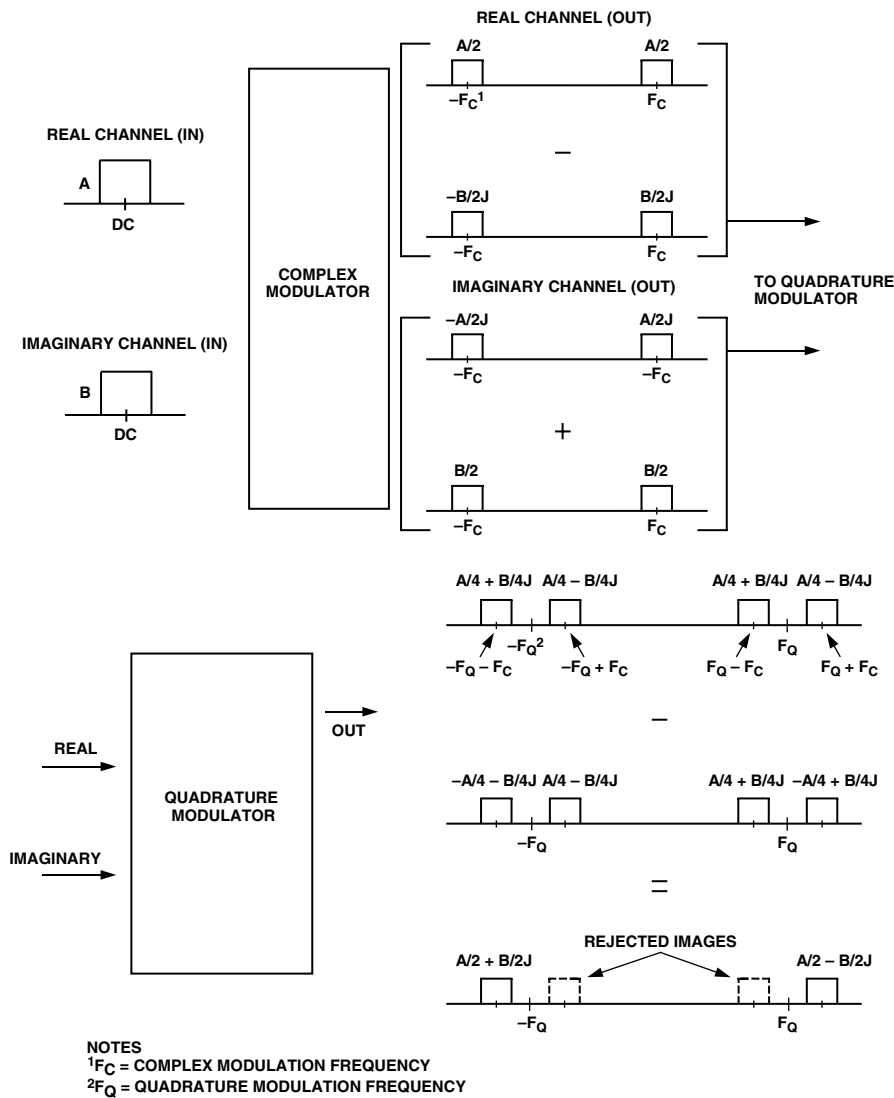 REAL CHANNEL (OUT)
A/2 A/2
–FC1 FC
REAL CHANNEL (IN)
A
DC
–
–B/2J B/2J
–FC FC
COMPLEX
MODULATOR
TO QUADRATURE
MODULATOR
IMAGINARY CHANNEL (OUT)
–A/2J A/2J
–FC –FC
IMAGINARY CHANNEL (IN)
B
DC
+
B/2 B/2
–FC FC
A/4 + B/4J A/4 – B/4J A/4 + B/4J A/4 – B/4J
–FQ2 FQ
–FQ – FC –FQ + FC FQ – FC FQ + FC
–
OUT
REAL
QUADRATURE
MODULATOR
IMAGINARY
–A/4 – B/4J A/4 – B/4J A/4 + B/4J –A/4 + B/4J
–FQ FQ
=
REJECTED IMAGES
A/2 + B/2J A/2 – B/2J
–FQ FQ
NOTES
1FC = COMPLEX MODULATION FREQUENCY
2FQ = QUADRATURE MODULATION FREQUENCY